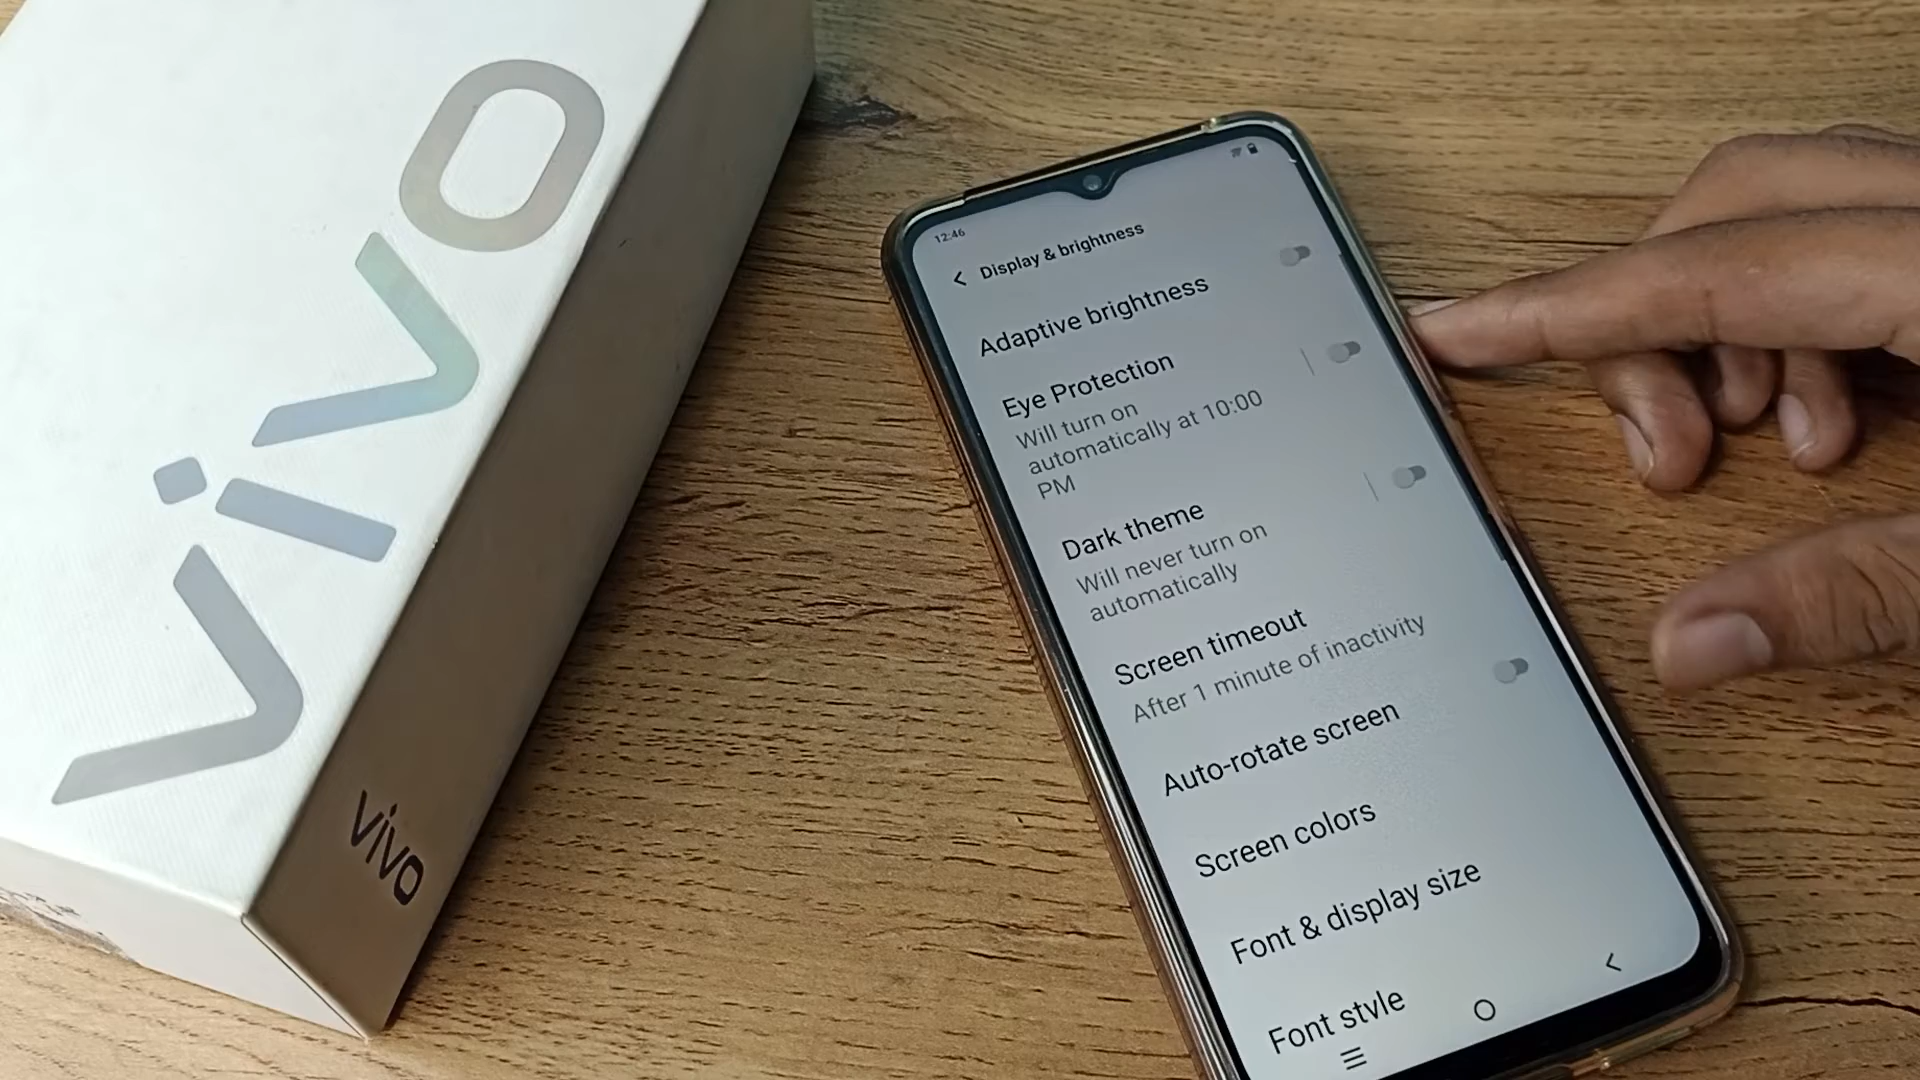 vivo
vivo
12:46
Display & brightness
Adaptive brightness
Eye Protection
Will turn on
automatically at 10:00
PM
Dark theme
Will never turn on
automatically
Screen timeout
After 1 minute of inactivity
Auto-rotate screen
Screen colors
Font & display size
Font style